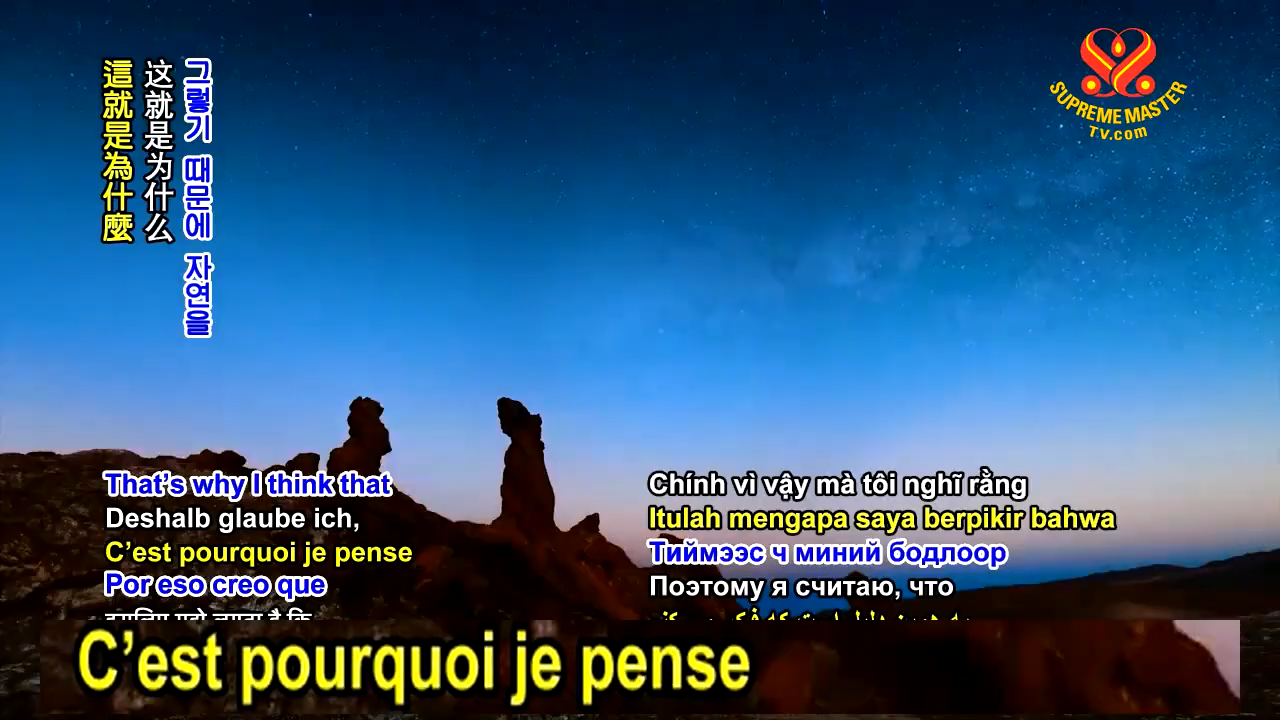 這就是為什麼
这就是为什么
그렇기 때문에 자연을
SUPREME MASTER
TV.com
That's why I think that
Deshalb glaube ich,
C'est pourquoi je pense
Por eso creo que
Chính vì vậy mà tôi nghĩ rằng
Itulah mengapa saya berpikir bahwa
Тиймээс ч миний бодлоор
Поэтому я считаю, что
C'est pourquoi je pense